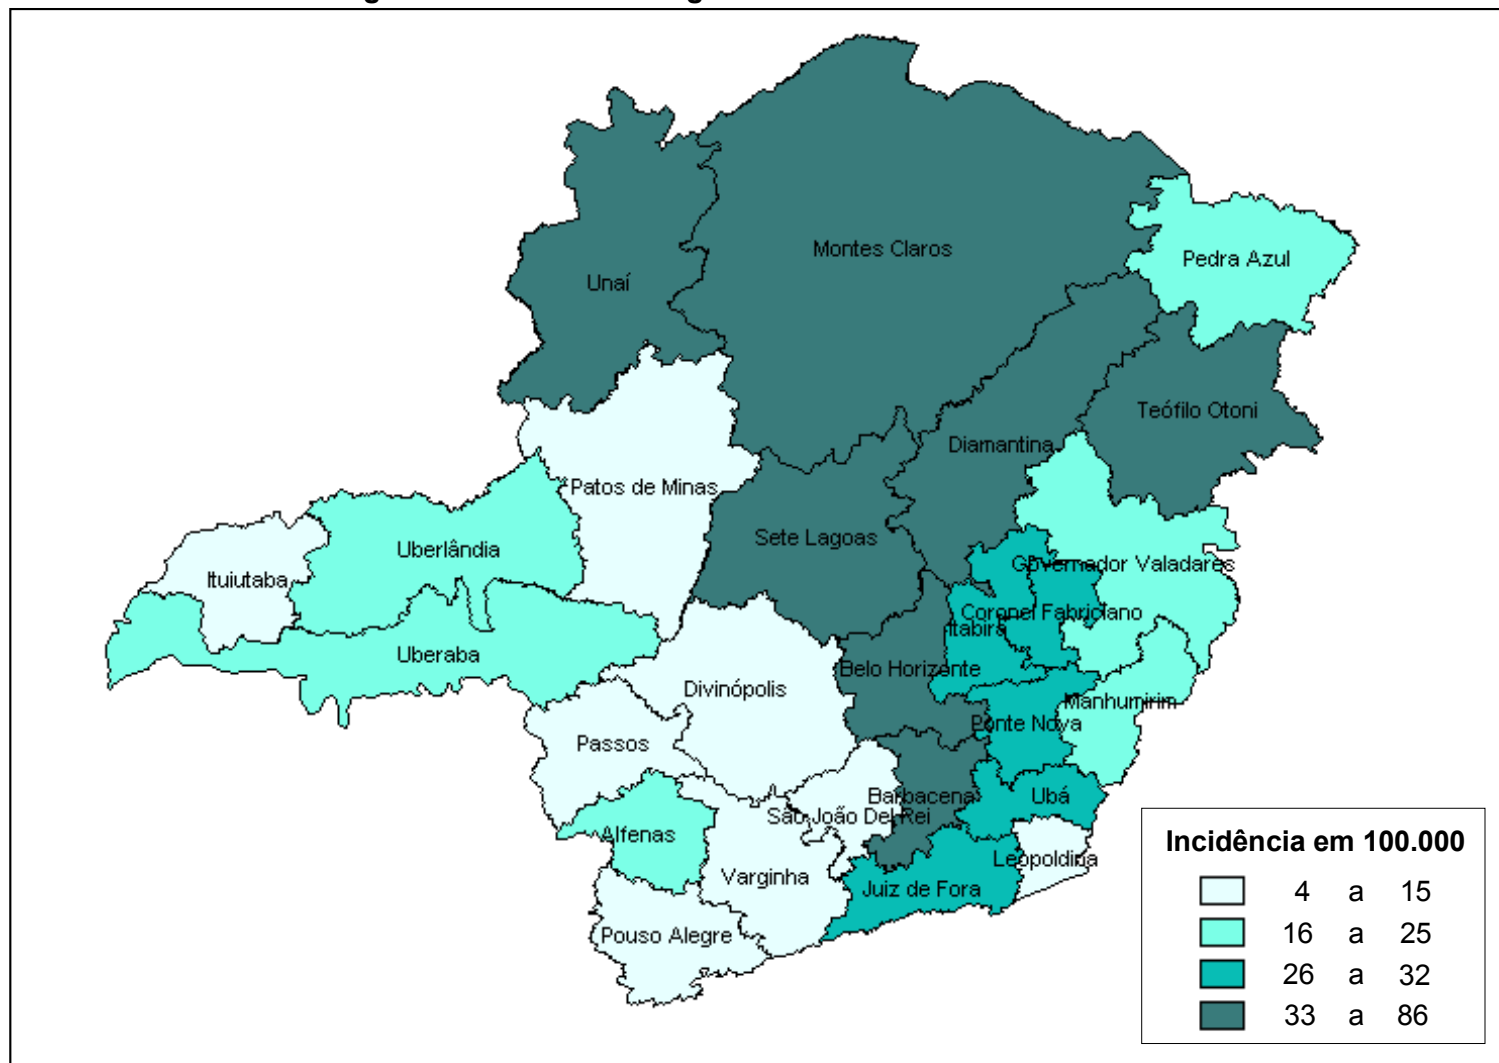 Montes Claros
Pedra Azul
Unaí
Teófilo Otoni
Diamantina
Patos de Minas
Sete Lagoas
Uberlândia
Governador Valadares
Ituiutaba
Coronel Fabriciano
Itabira
Uberaba
Belo Horizonte
Divinópolis
Manhumirim
Ponte Nova
Passos
Barbacena
Ubá
São João Del Rei
Alfenas
Leopoldina
Varginha
Juiz de Fora
Pouso Alegre
Incidência em 100.000
4 a 15
16 a 25
26 a 32
33 a 86